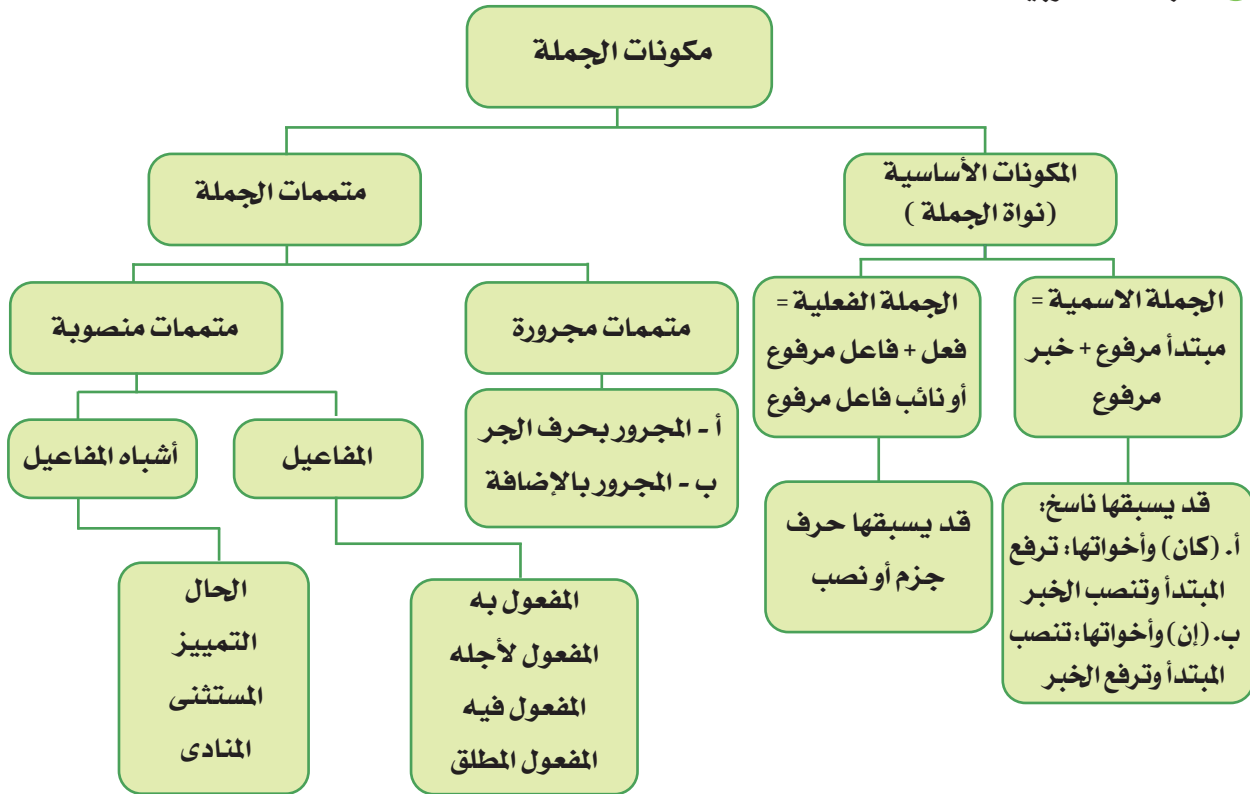 مكونات الجملة
المكونات الأساسية
(نواة الجملة )
متممات الجملة
الجملة الاسمية =
مبتدأ مرفوع + خبر
مرفوع
الجملة الفعلية =
فعل + فاعل مرفوع
أو نائب فاعل مرفوع
متممات مجرورة
متممات منصوبة
قد يسبقها ناسخ:
أ. (كان) وأخواتها: ترفع
المبتدأ وتنصب الخبر
ب. (إن) وأخواتها: تنصب
المبتدأ وترفع الخبر
قد يسبقها حرف
جزم أو نصب
أ - المجرور بحرف الجر
ب - المجرور بالإضافة
المفاعيل
أشباه المفاعيل
المفعول به
المفعول لأجله
المفعول فيه
المفعول المطلق
الحال
التمييز
المستثنى
المنادى